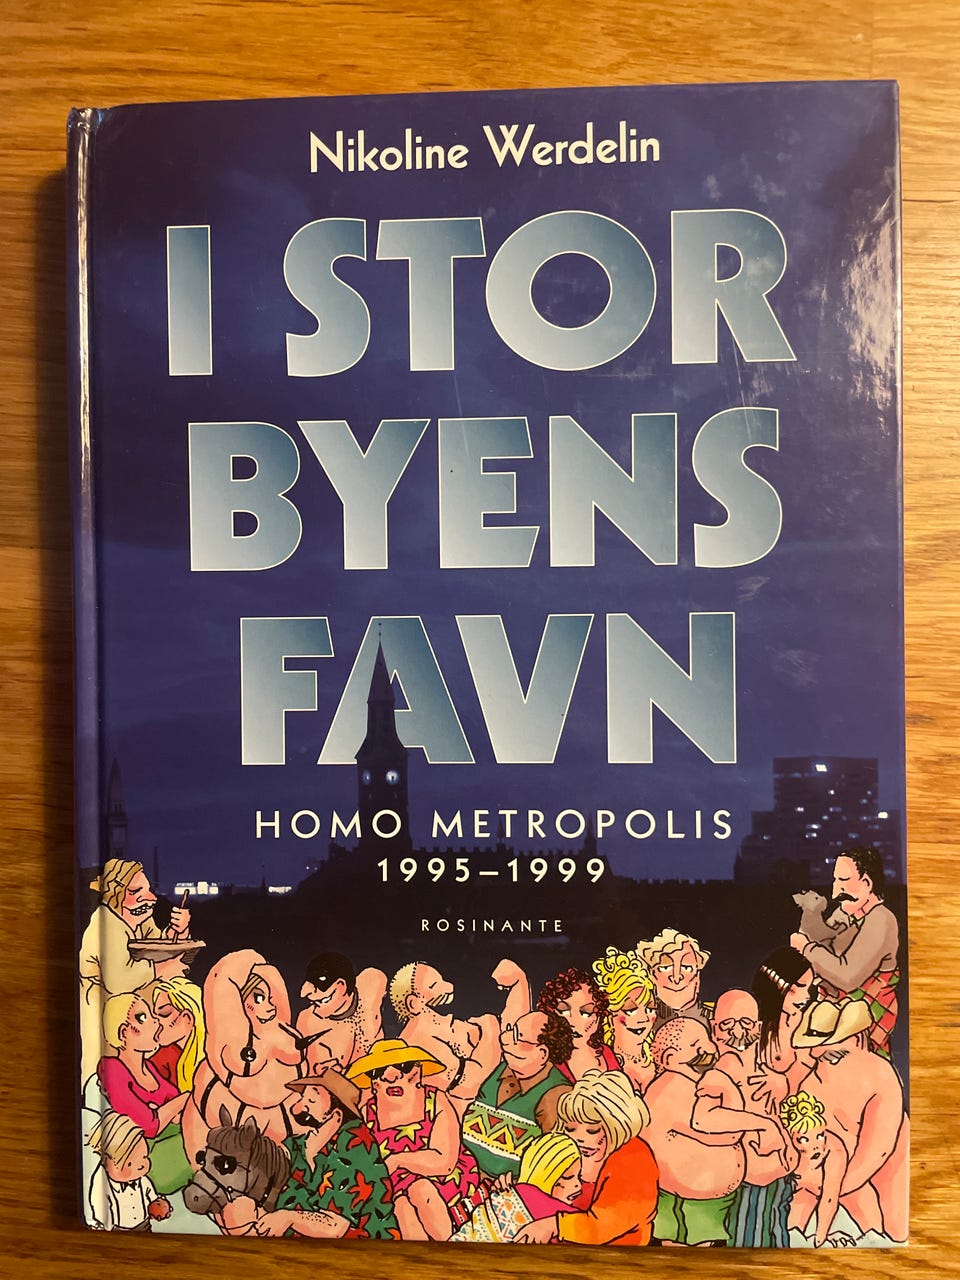 Nikoline Werdelin
I STOR
BYENS
FAVN
HOMO METROPOLIS
1995–1999
ROSINANTE